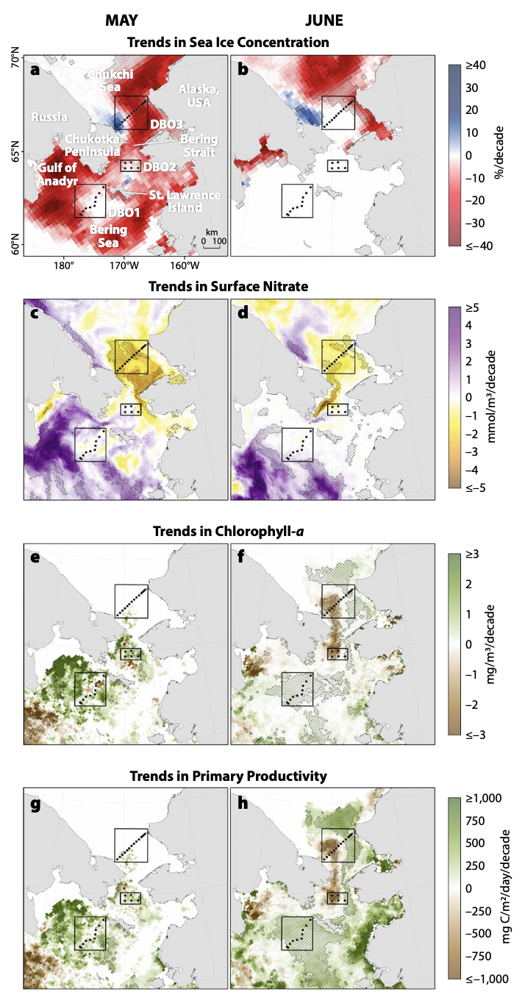 MAY
JUNE
Trends in Sea Ice Concentration
70°N
65°N
60°N
a
Chukchi
Sea
Alaska,
USA
Russia
DBO3
Chukotka
Peninsula
Bering
Strait
Gulf of
Anadyr
DBO2
St. Lawrence
Island
DBO1
Bering
Sea
km
0 100
180°
170°W
160°W
b
≥40
30
20
10
0
–10
–20
–30
≤–40
%/decade
Trends in Surface Nitrate
c
d
≥5
4
3
2
1
0
–1
–2
–3
–4
≤–5
mmol/m³/decade
Trends in Chlorophyll-a
e
f
≥3
2
1
0
–1
–2
≤–3
mg/m³/decade
Trends in Primary Productivity
g
h
≥1,000
750
500
250
0
–250
–500
–750
≤–1,000
mg C/m²/day/decade